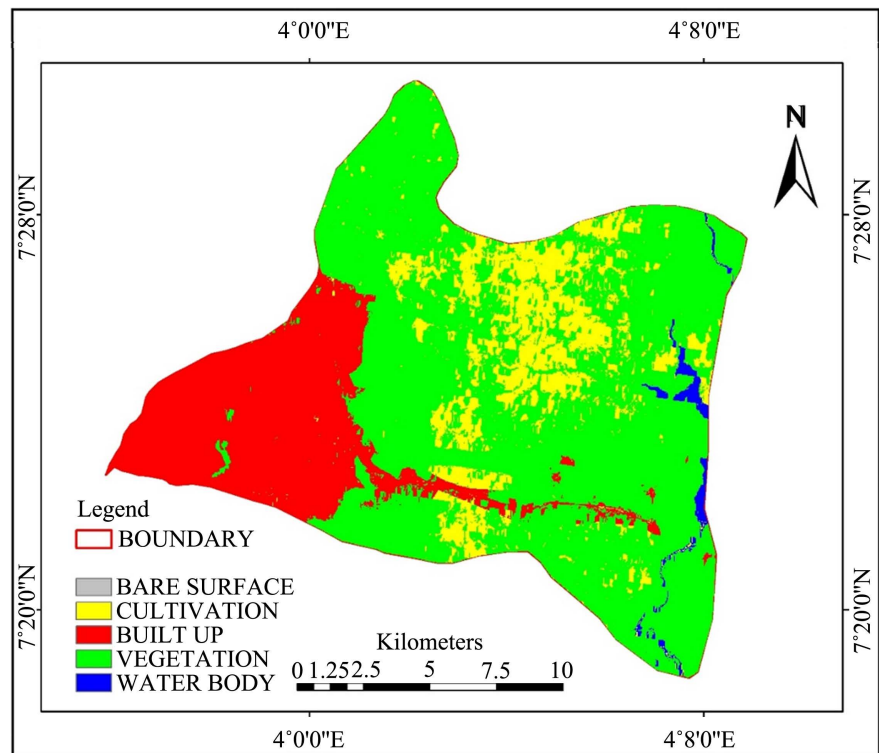 4°0'0"E 4°8'0"E
N
7°28'0"N 7°28'0"N
Legend
BOUNDARY
BARE SURFACE
CULTIVATION
BUILT UP
VEGETATION
WATER BODY
7°20'0"N 7°20'0"N
Kilometers
0 1.25 2.5 5 7.5 10
4°0'0"E 4°8'0"E